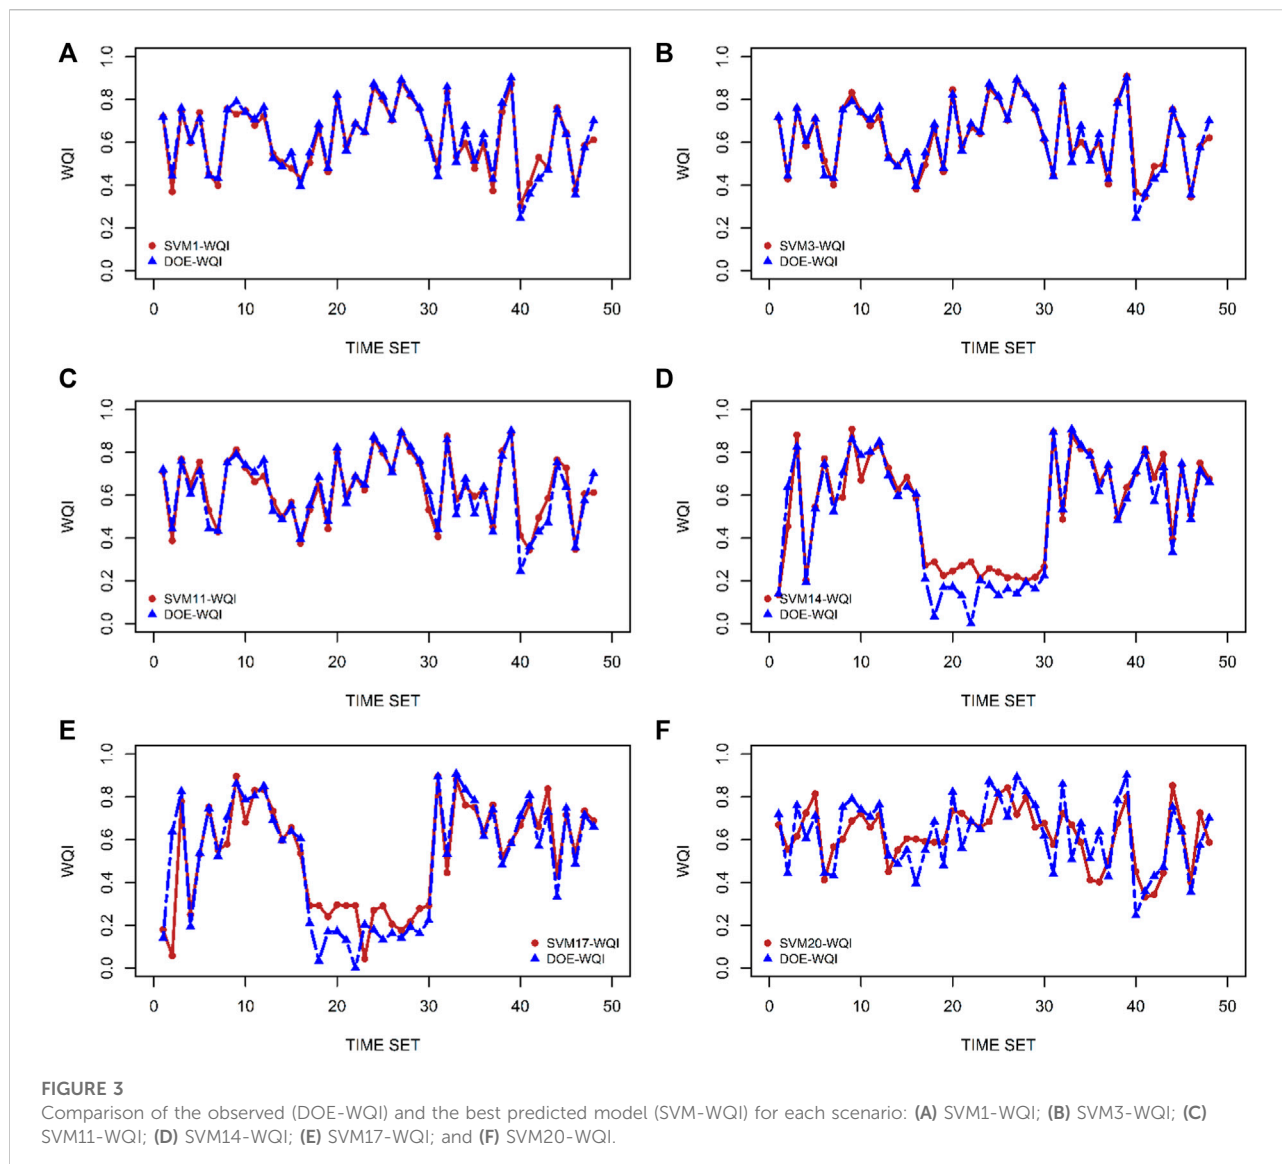 A
WQI
1.0
0.8
0.6
0.4
0.2
0.0
SVM1-WQI
DOE-WQI
0 10 20 30 40 50
TIME SET
B
WQI
1.0
0.8
0.6
0.4
0.2
0.0
SVM3-WQI
DOE-WQI
0 10 20 30 40 50
TIME SET
C
WQI
1.0
0.8
0.6
0.4
0.2
0.0
SVM11-WQI
DOE-WQI
0 10 20 30 40 50
TIME SET
D
WQI
1.0
0.8
0.6
0.4
0.2
0.0
SVM14-WQI
DOE-WQI
0 10 20 30 40 50
TIME SET
E
WQI
1.0
0.8
0.6
0.4
0.2
0.0
SVM17-WQI
DOE-WQI
0 10 20 30 40 50
TIME SET
F
WQI
1.0
0.8
0.6
0.4
0.2
0.0
SVM20-WQI
DOE-WQI
0 10 20 30 40 50
TIME SET
FIGURE 3
Comparison of the observed (DOE-WQI) and the best predicted model (SVM-WQI) for each scenario: (A) SVM1-WQI; (B) SVM3-WQI; (C)
SVM11-WQI; (D) SVM14-WQI; (E) SVM17-WQI; and (F) SVM20-WQI.